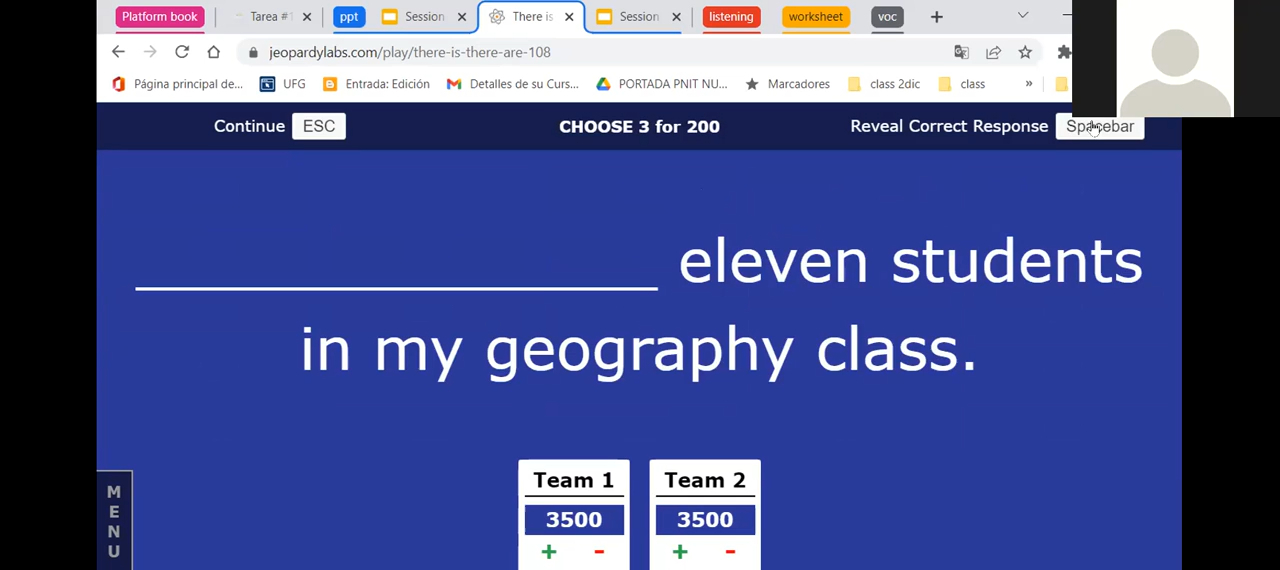 Platform book Tarea #1 ppt Session There is Session listening worksheet voc
jeopardylabs.com/play/there-is-there-are-108
Página principal de... UFG Entrada: Edición Detalles de su Curs... PORTADA PNIT NU... Marcadores class 2dic class »
Continue ESC CHOOSE 3 for 200 Reveal Correct Response Spacebar
____________________ eleven students
in my geography class.
MENU
Team 1 Team 2
3500 3500
+ - + -